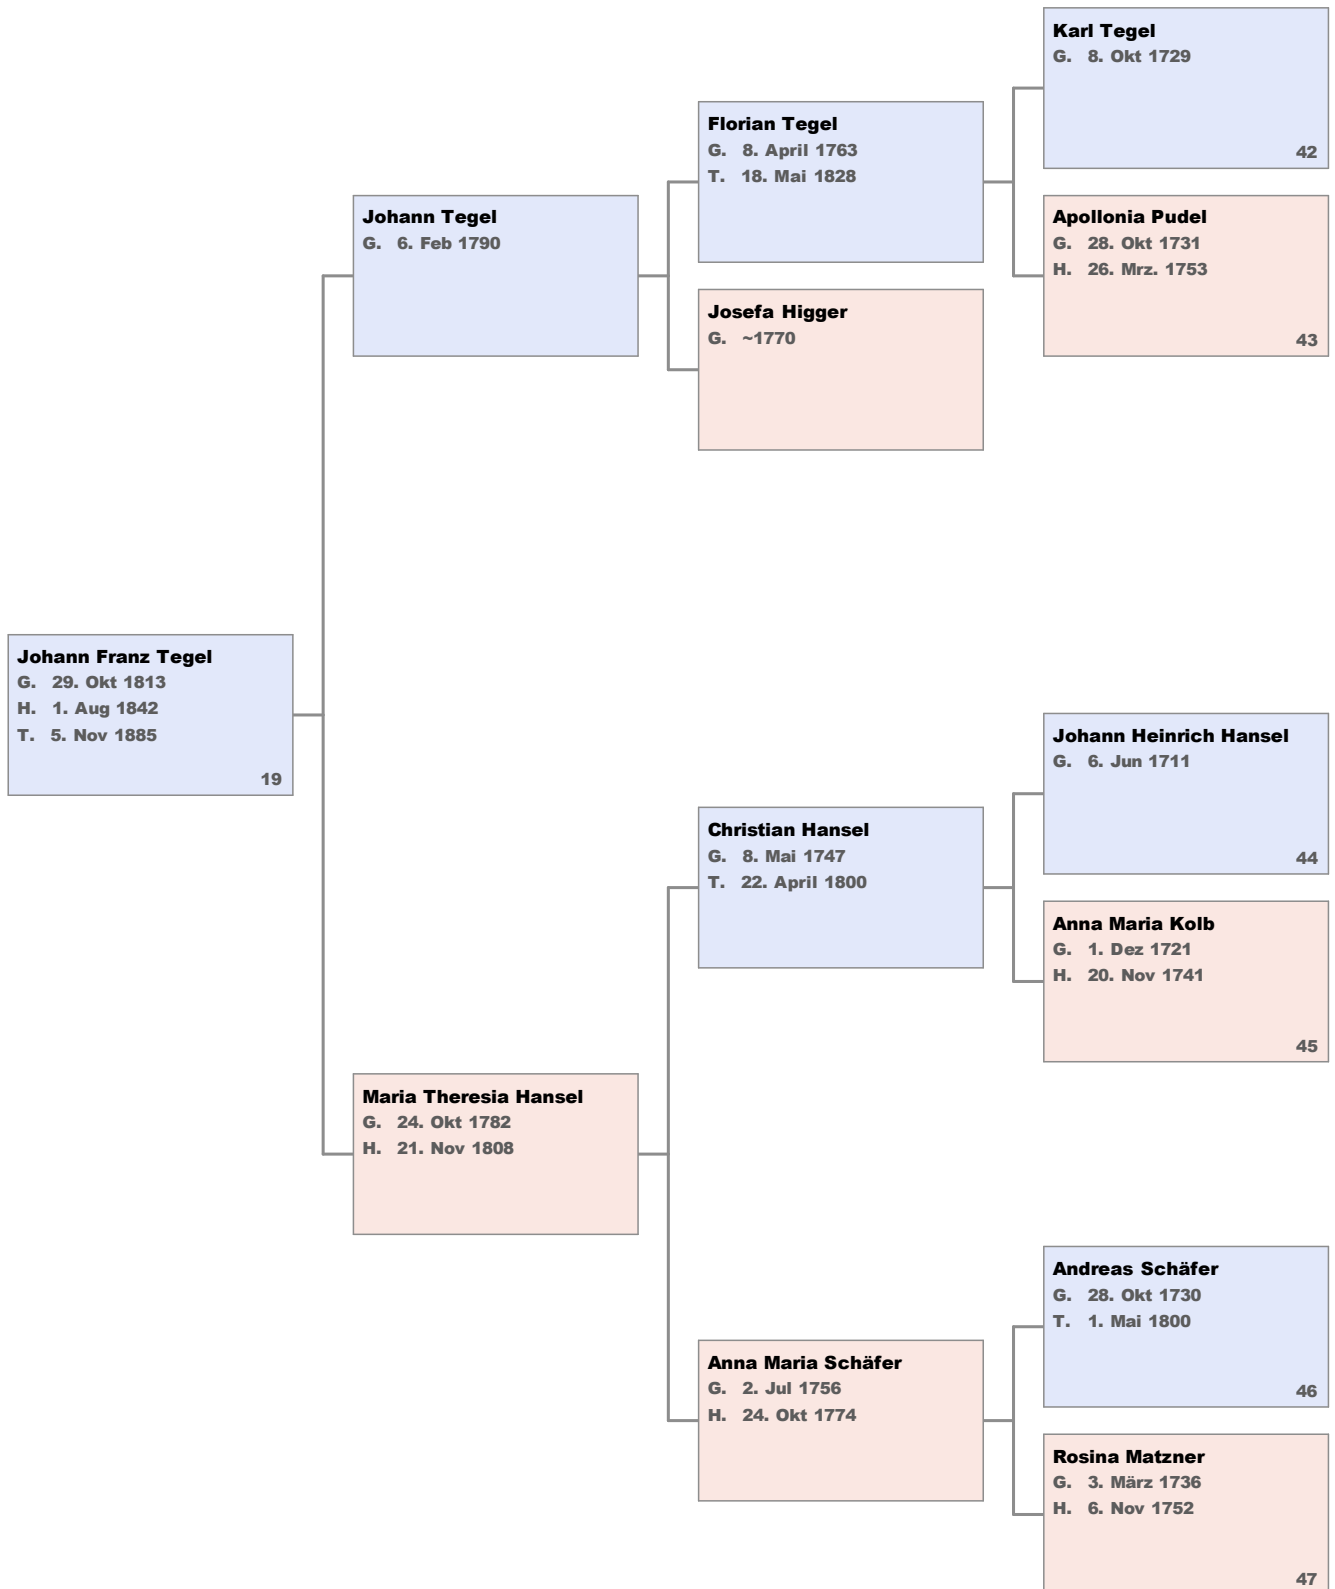 Karl Tegel
G. 8. Okt 1729
42
Florian Tegel
G. 8. April 1763
T. 18. Mai 1828
Johann Tegel
G. 6. Feb 1790
Apollonia Pudel
G. 28. Okt 1731
H. 26. Mrz. 1753
43
Josefa Higger
G. ~1770
Johann Franz Tegel
G. 29. Okt 1813
H. 1. Aug 1842
T. 5. Nov 1885
19
Johann Heinrich Hansel
G. 6. Jun 1711
44
Christian Hansel
G. 8. Mai 1747
T. 22. April 1800
Anna Maria Kolb
G. 1. Dez 1721
H. 20. Nov 1741
45
Maria Theresia Hansel
G. 24. Okt 1782
H. 21. Nov 1808
Andreas Schäfer
G. 28. Okt 1730
T. 1. Mai 1800
46
Anna Maria Schäfer
G. 2. Jul 1756
H. 24. Okt 1774
Rosina Matzner
G. 3. März 1736
H. 6. Nov 1752
47